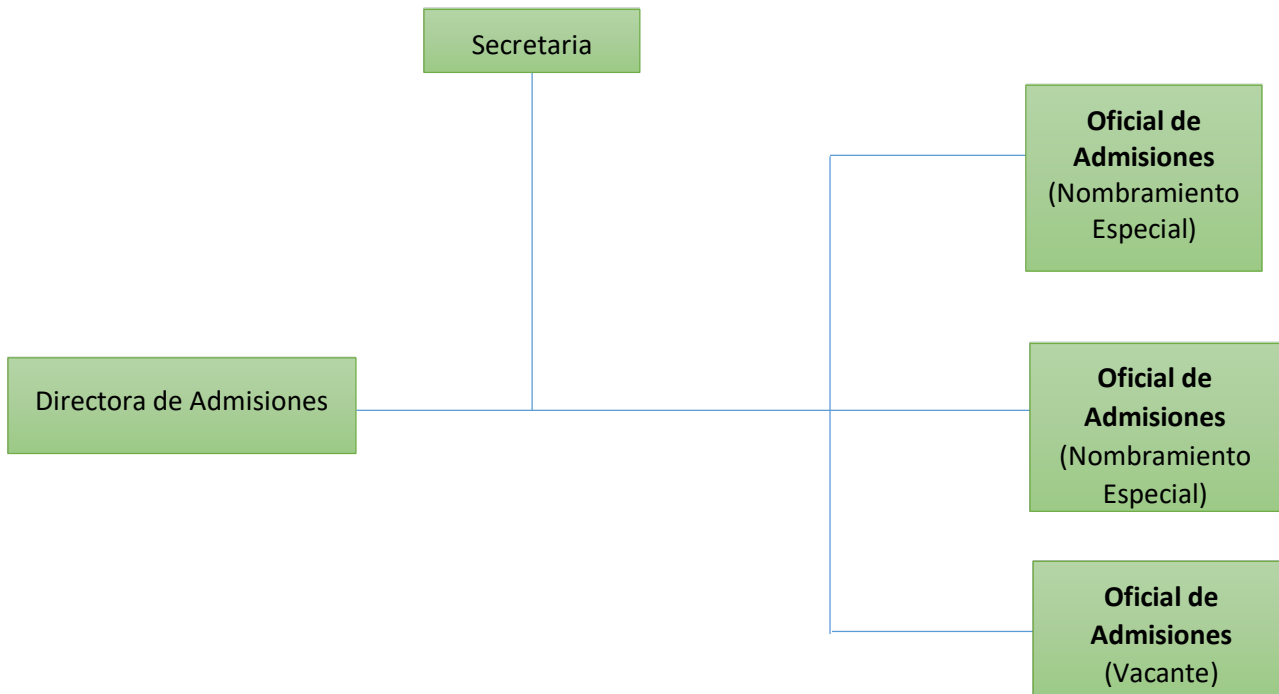 Secretaria
Oficial de
Admisiones
(Nombramiento
Especial)
Directora de Admisiones
Oficial de
Admisiones
(Nombramiento
Especial)
Oficial de
Admisiones
(Vacante)